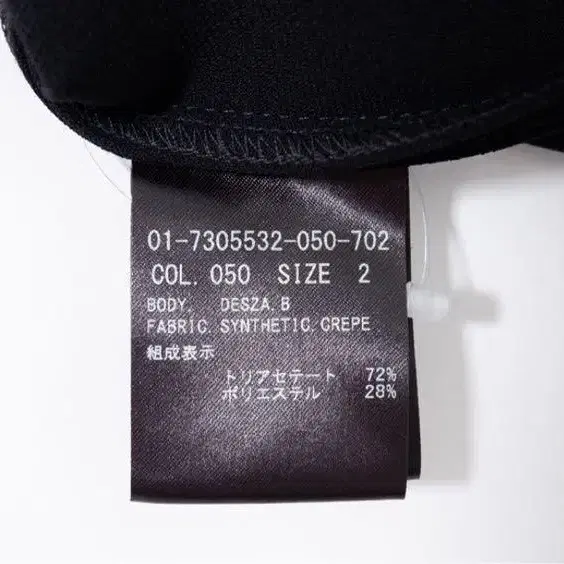 01-7305532-050-702
COL. 050 SIZE 2
BODY. DESZA.B
FABRIC. SYNTHETIC. CREPE
組成表示
トリアセテート 72%
ポリエステル 28%